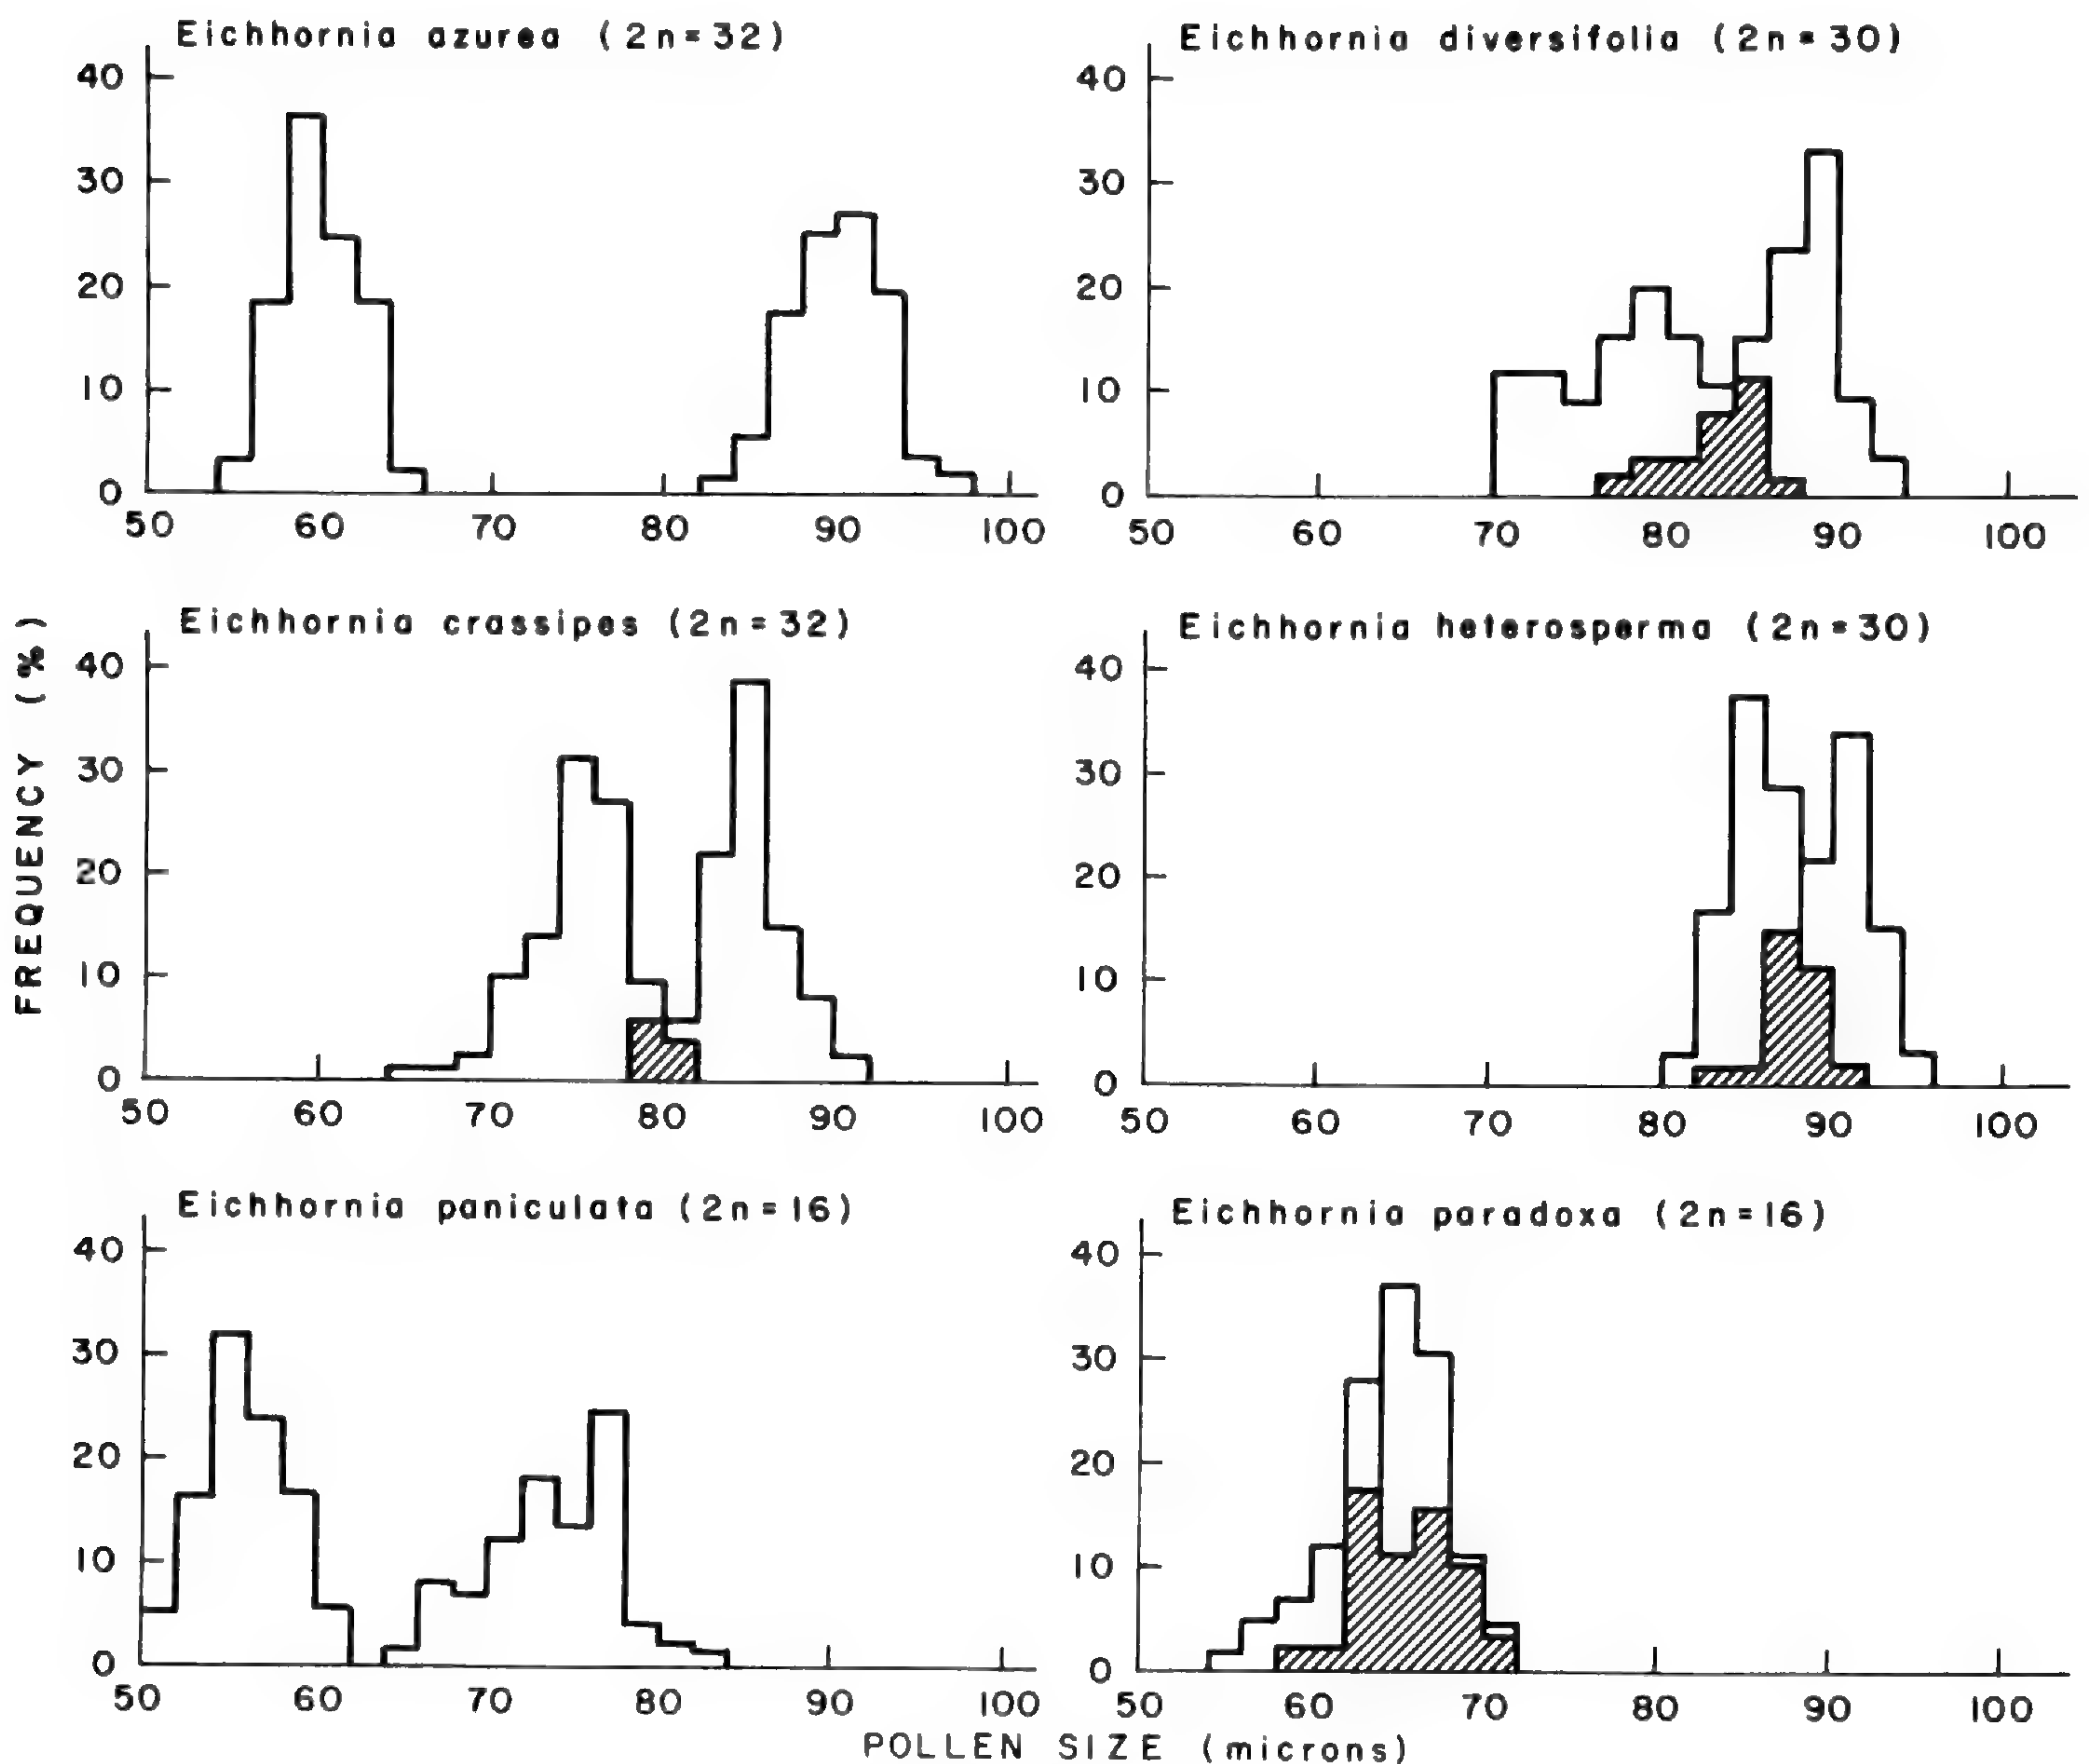 Eichhornia azurea (2n=32)
40
30
20
10
0
50 60 70 80 90 100
Eichhornia diversifolia (2n=30)
40
30
20
10
0
50 60 70 80 90 100
FREQUENCY (%)
Eichhornia crassipes (2n=32)
40
30
20
10
0
50 60 70 80 90 100
Eichhornia heterosperma (2n=30)
40
30
20
10
0
50 60 70 80 90 100
Eichhornia paniculata (2n=16)
40
30
20
10
0
50 60 70 80 90 100
Eichhornia paradoxa (2n=16)
40
30
20
10
0
50 60 70 80 90 100
POLLEN SIZE (microns)